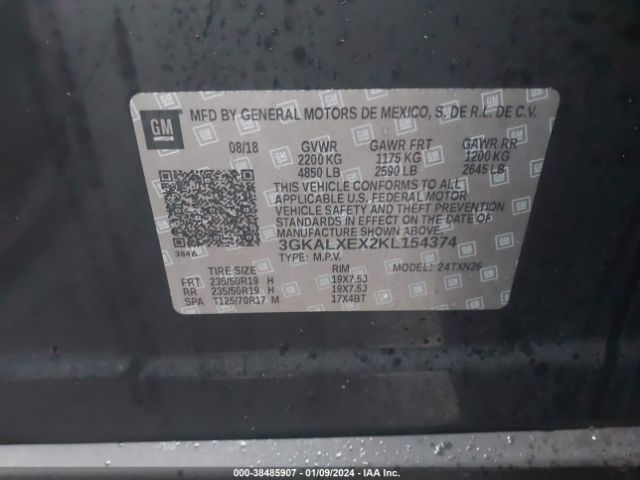 GM
MFD BY GENERAL MOTORS DE MEXICO, S. DE R.L. DE C.V.
08/18 GVWR GAWR FRT GAWR RR
2200 KG 1175 KG 1200 KG
4850 LB 2590 LB 2645 LB
THIS VEHICLE CONFORMS TO ALL
APPLICABLE U.S. FEDERAL MOTOR
VEHICLE SAFETY AND THEFT PREVENTION
STANDARDS IN EFFECT ON THE DATE OF
MANUFACTURE SHOWN ABOVE.
384A 3GKALXEX2KL154374
TYPE: M.P.V. MODEL: 24TXN26
TIRE SIZE RIM
FRT 235/50R19 H 19X7.5J
RR 235/50R19 H 19X7.5J
SPA T125/70R17 M 17X4BT
000-38485907 - 01/09/2024 - IAA Inc.